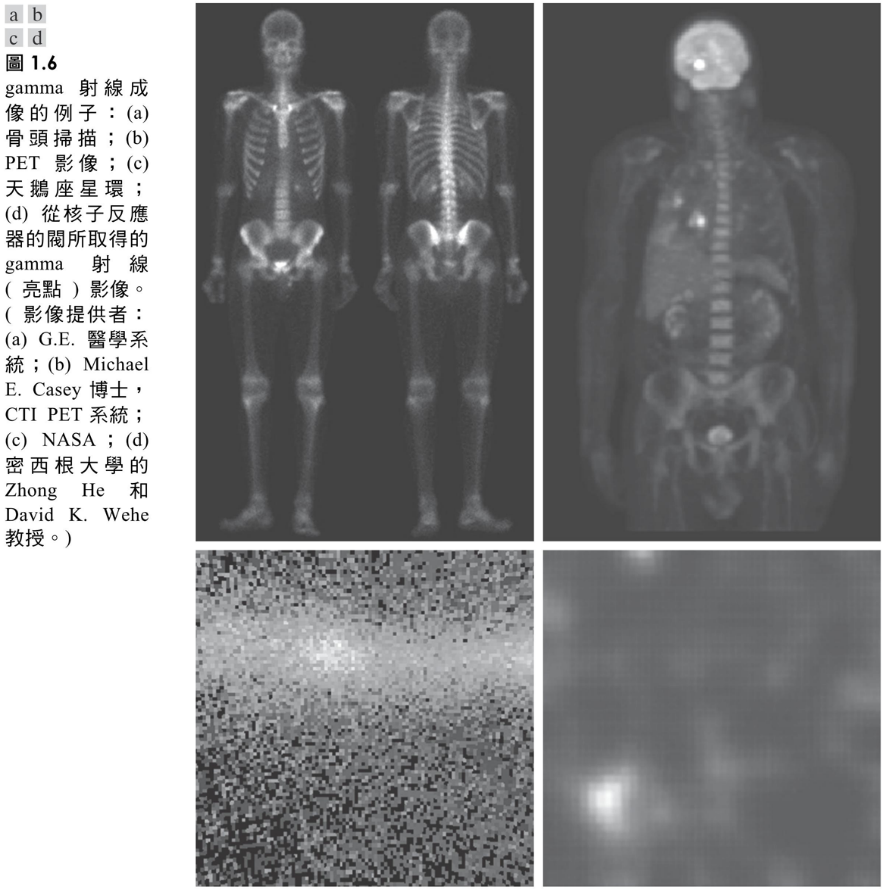 a b
c d
圖 1.6
gamma 射線成
像的例子：(a)
骨頭掃描；(b)
PET 影像；(c)
天鵝座星環；
(d) 從核子反應
器的閥所取得的
gamma 射線
( 亮點 ) 影像。
( 影像提供者：
(a) G.E. 醫學系
統；(b) Michael
E. Casey 博士，
CTI PET 系統；
(c) NASA；(d)
密西根大學的
Zhong He 和
David K. Wehe
教授。)